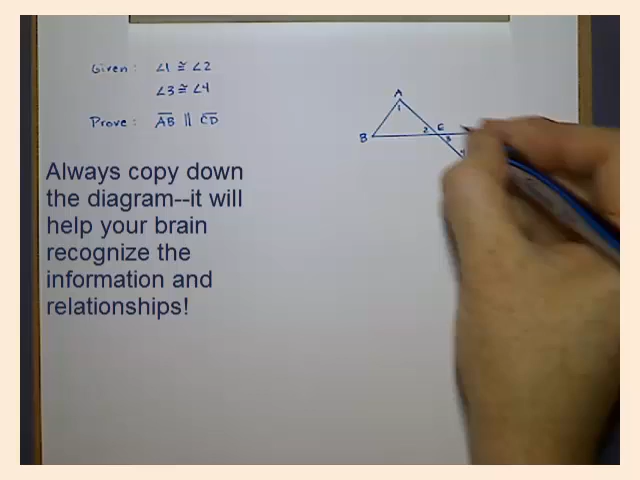 Given: ∠1 ≅ ∠2
∠3 ≅ ∠4
Prove: AB || CD
Always copy down
the diagram--it will
help your brain
recognize the
information and
relationships!
A
1
B
2
E
3